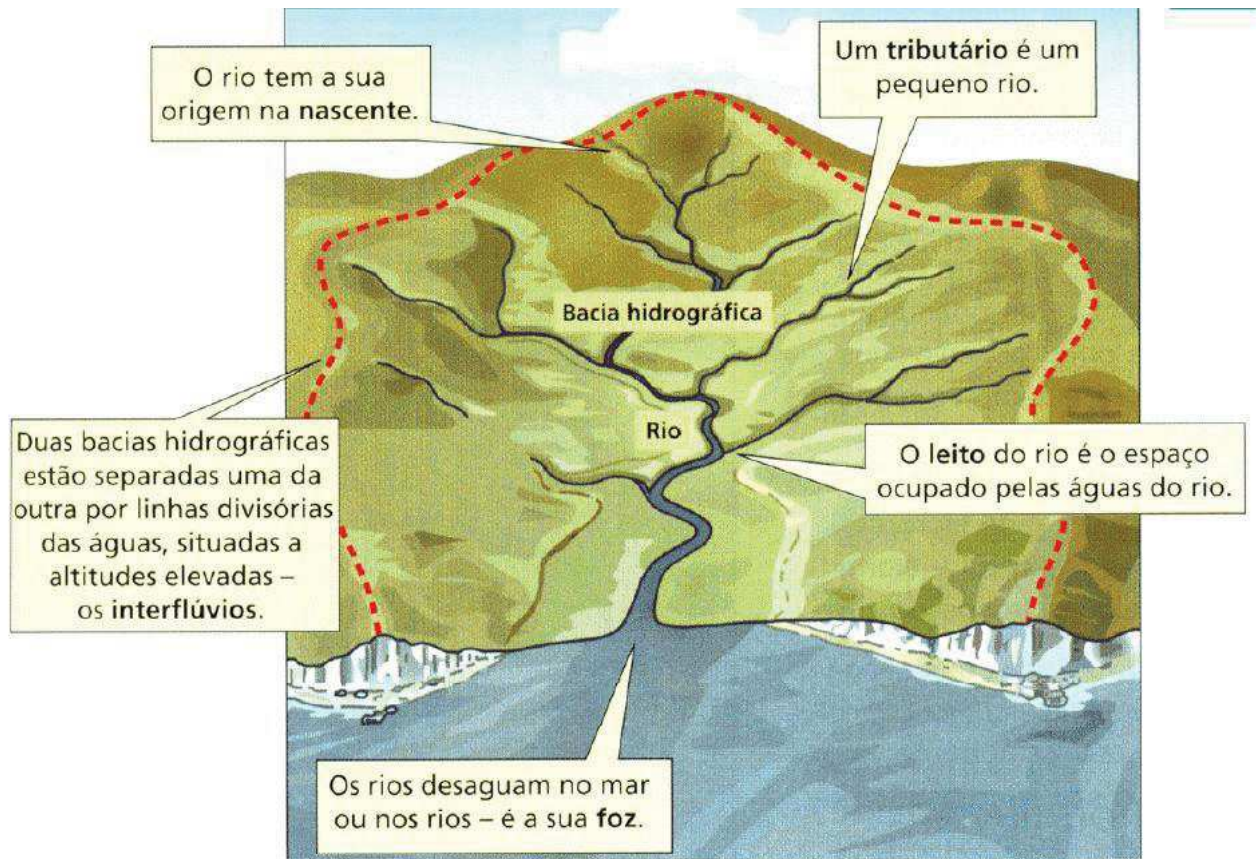 O rio tem a sua
origem na nascente.
Um tributário é um
pequeno rio.
Bacia hidrográfica
Rio
Duas bacias hidrográficas
estão separadas uma da
outra por linhas divisórias
das águas, situadas a
altitudes elevadas –
os interflúvios.
O leito do rio é o espaço
ocupado pelas águas do rio.
Os rios desaguam no mar
ou nos rios – é a sua foz.